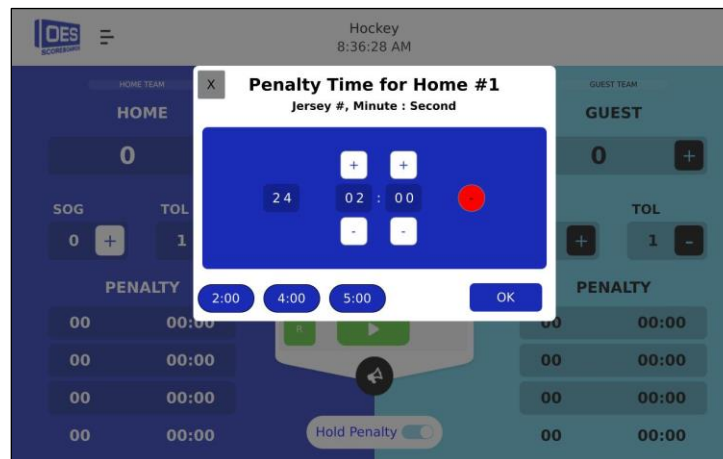 OES
SCOREBOARDS
Hockey
8:36:28 AM
X
Penalty Time for Home #1
Jersey #, Minute : Second
+ +
24 02 : 00
- -
2:00 4:00 5:00 OK
HOME TEAM
HOME
0
SOG TOL
0 + 1
PENALTY
00 00:00
00 00:00
00 00:00
00 00:00
R
Hold Penalty
GUEST TEAM
GUEST
0 +
TOL
+ 1 -
PENALTY
00 00:00
00 00:00
00 00:00
00 00:00